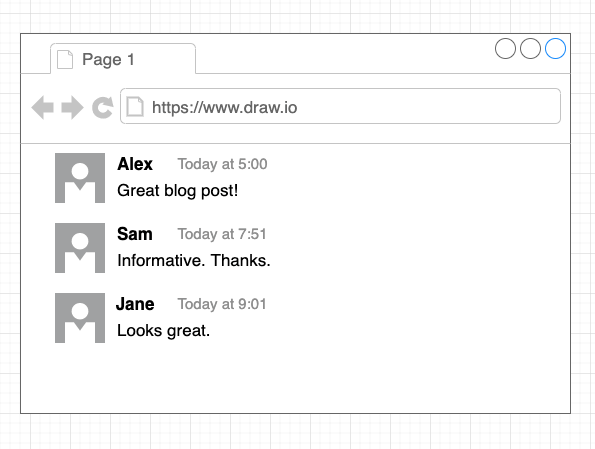 Page 1
https://www.draw.io
Alex Today at 5:00
Great blog post!
Sam Today at 7:51
Informative. Thanks.
Jane Today at 9:01
Looks great.